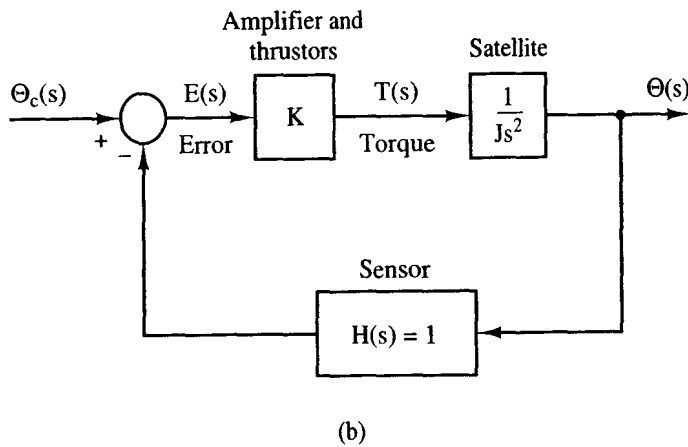 Amplifier and
thrustors
Satellite
Θc(s)
+
−
E(s)
Error
K
T(s)
Torque
1
Js²
Θ(s)
Sensor
H(s) = 1
(b)